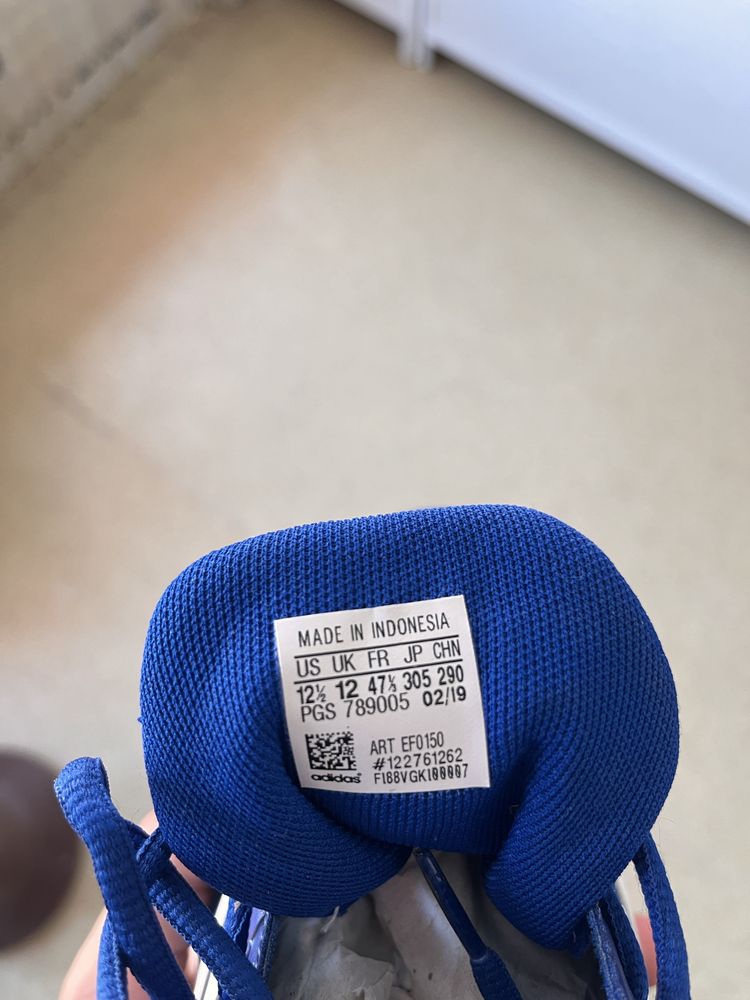 MADE IN INDONESIA
US UK FR JP CHN
12½ 12 47⅓ 305 290
PGS 789005 02/19
ART EF0150
#122761262
adidas FI88VGKI00007